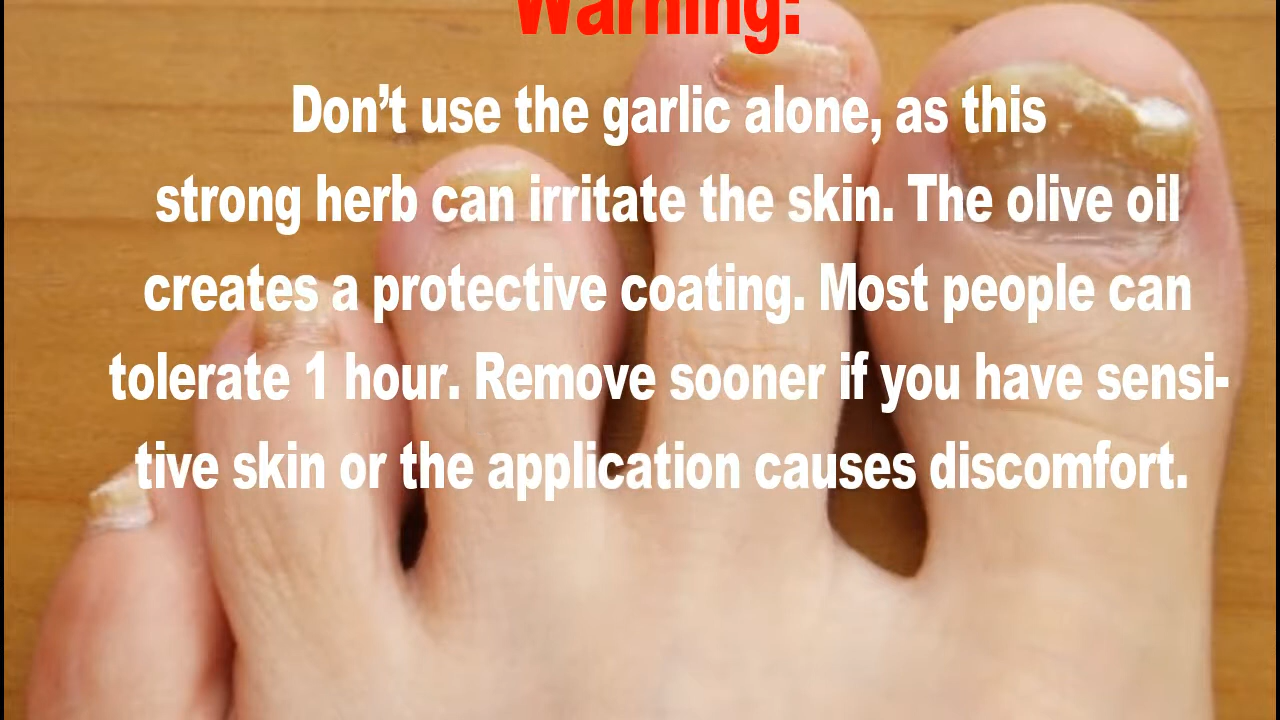 Warning:
Don’t use the garlic alone, as this
strong herb can irritate the skin. The olive oil
creates a protective coating. Most people can
tolerate 1 hour. Remove sooner if you have sensi-
tive skin or the application causes discomfort.